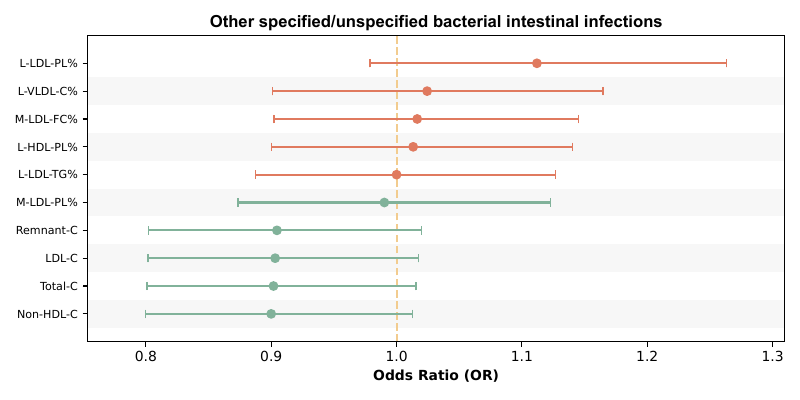 Other specified/unspecified bacterial intestinal infections
L-LDL-PL%
L-VLDL-C%
M-LDL-FC%
L-HDL-PL%
L-LDL-TG%
M-LDL-PL%
Remnant-C
LDL-C
Total-C
Non-HDL-C
0.8 0.9 1.0 1.1 1.2 1.3
Odds Ratio (OR)